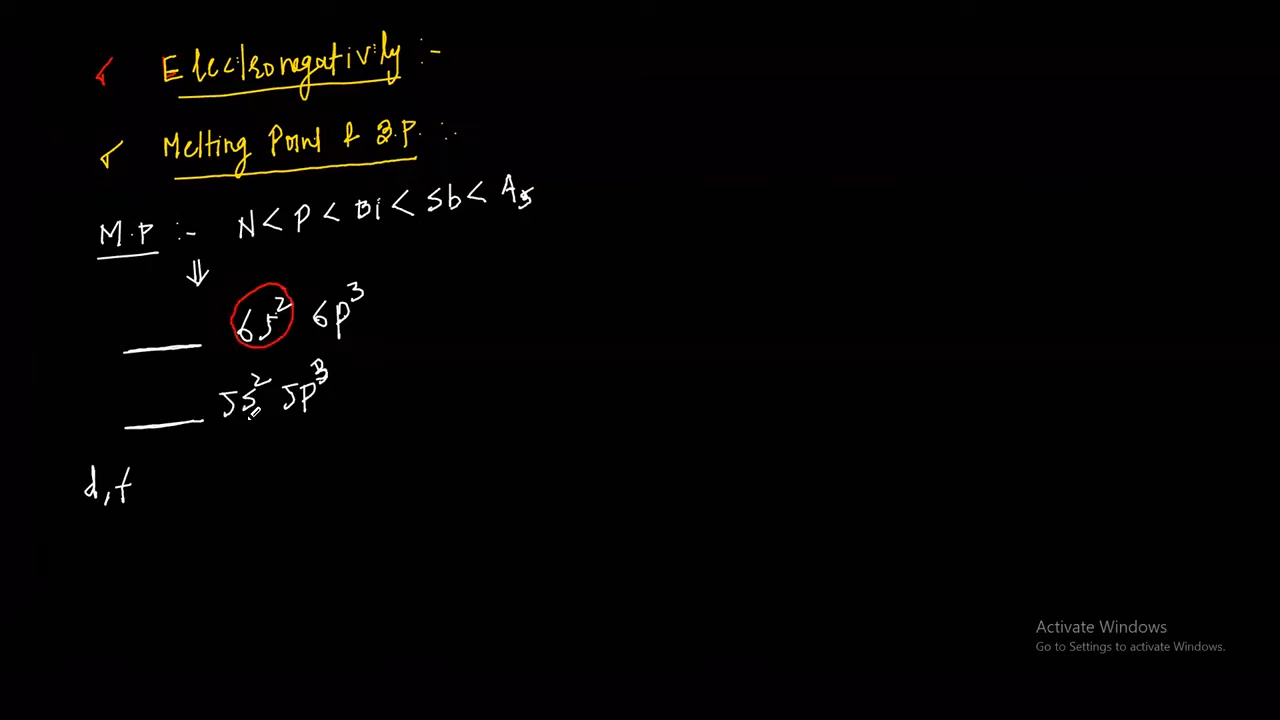 Electronegativity :-
Melting Point & B.P. :-
M.P :- N < P < Bi < Sb < As
⇓
6s² 6p³
5s² 5p³
d, f
Activate Windows
Go to Settings to activate Windows.